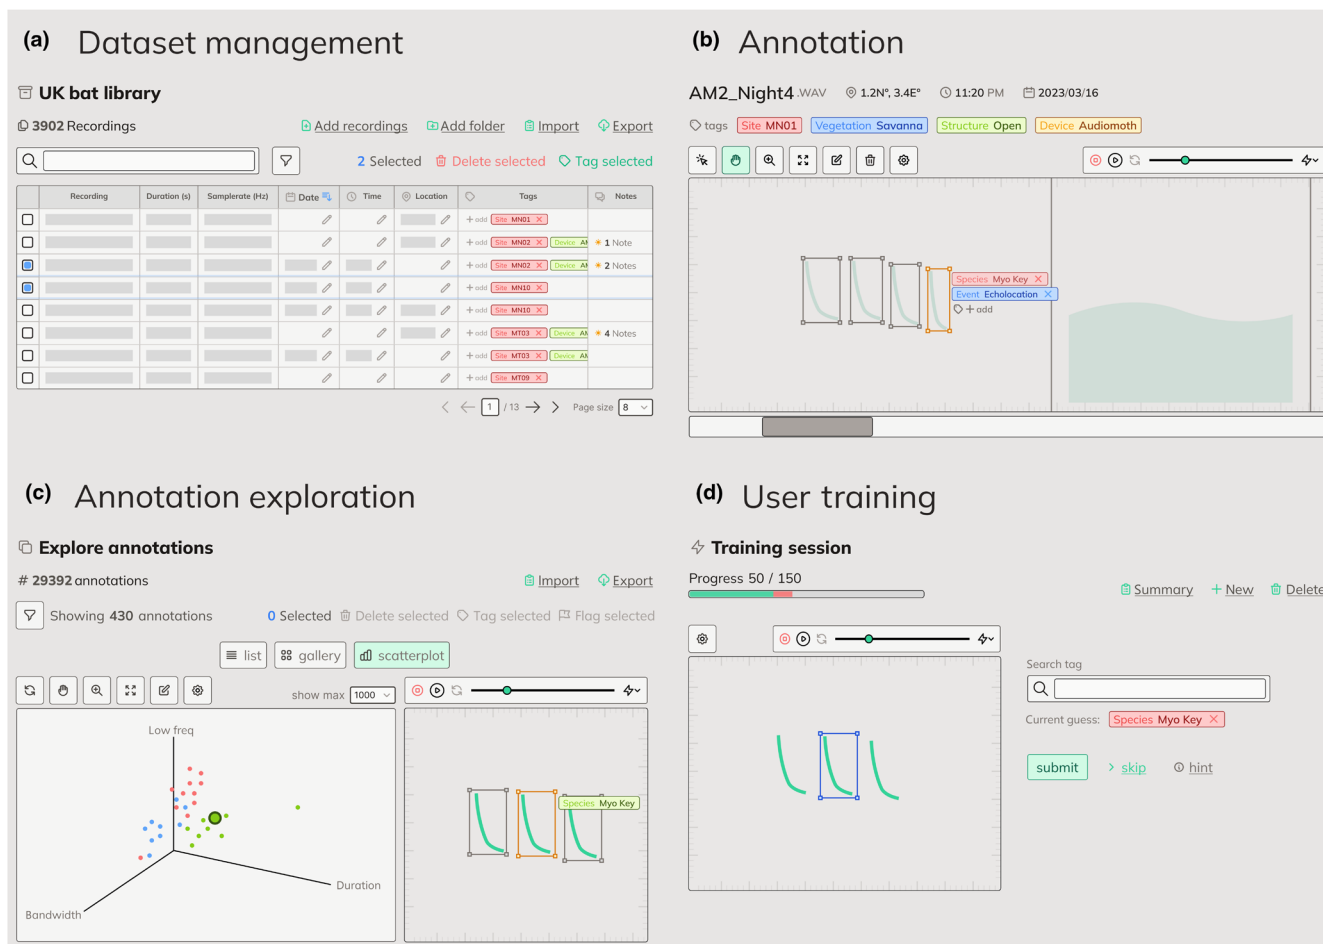 (a) Dataset management
UK bat library
3902 Recordings
Add recordings
Add folder
Import
Export
2 Selected
Delete selected
Tag selected
Recording Duration (s) Samplerate (Hz) Date Time Location Tags Notes
+ add Site MN01 ×
+ add Site MN02 × Device AM 1 Note
+ add Site MN02 × Device AM 2 Notes
+ add Site MN10 ×
+ add Site MN10 ×
+ add Site MT03 × Device AM 4 Notes
+ add Site MT03 × Device AM
+ add Site MT09 ×
1 / 13
Page size 8
(b) Annotation
AM2_Night4 .WAV 1.2N°, 3.4E° 11:20 PM 2023/03/16
tags Site MN01 Vegetation Savanna Structure Open Device Audiomoth
Species Myo Key ×
Event Echolocation ×
+ add
(c) Annotation exploration
Explore annotations
# 29392 annotations
Import
Export
Showing 430 annotations
0 Selected
Delete selected
Tag selected
Flag selected
list
gallery
scatterplot
show max 1000
Low freq
Duration
Bandwidth
Species Myo Key
(d) User training
Training session
Progress 50 / 150
Summary
+ New
Delete
Search tag
Current guess: Species Myo Key ×
submit
> skip
hint